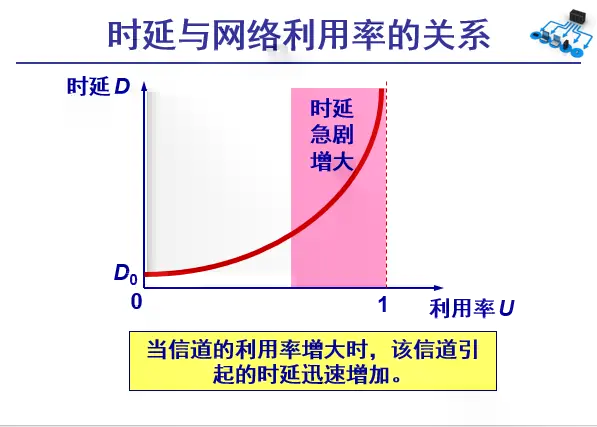 时延与网络利用率的关系
时延 D
时延
急剧
增大
D0
0
1
利用率 U
当信道的利用率增大时，该信道引
起的时延迅速增加。